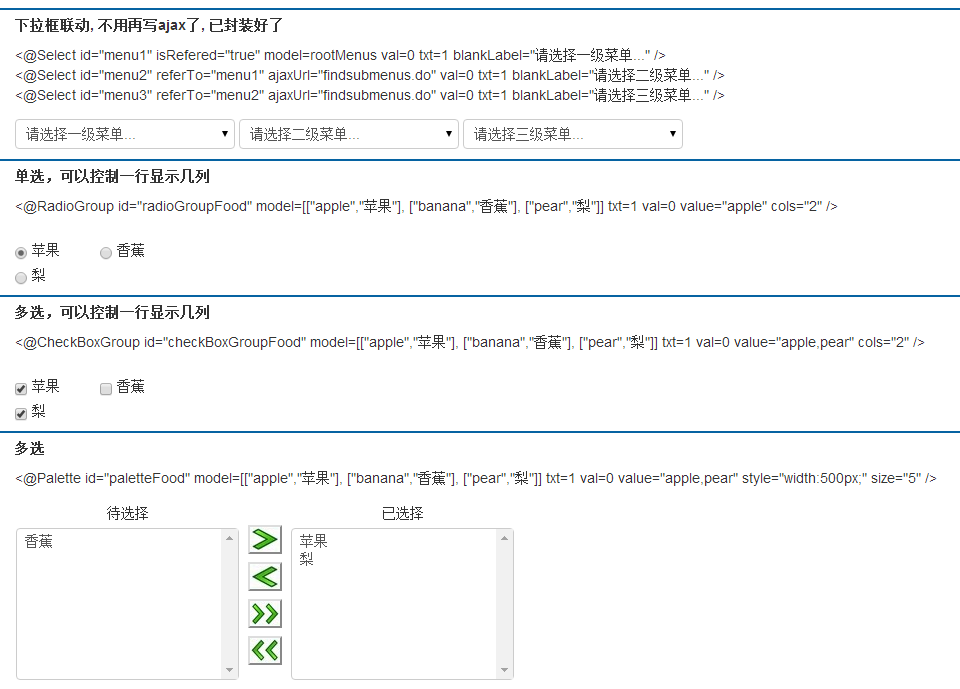 下拉框联动, 不用再写ajax了, 已封装好了
<@Select id="menu1" isRefered="true" model=rootMenus val=0 txt=1 blankLabel="请选择一级菜单..." />
<@Select id="menu2" referTo="menu1" ajaxUrl="findsubmenus.do" val=0 txt=1 blankLabel="请选择二级菜单..." />
<@Select id="menu3" referTo="menu2" ajaxUrl="findsubmenus.do" val=0 txt=1 blankLabel="请选择三级菜单..." />
请选择一级菜单... 请选择二级菜单... 请选择三级菜单...
单选，可以控制一行显示几列
<@RadioGroup id="radioGroupFood" model=[["apple","苹果"], ["banana","香蕉"], ["pear","梨"]] txt=1 val=0 value="apple" cols="2" />
苹果 香蕉
梨
多选，可以控制一行显示几列
<@CheckBoxGroup id="checkBoxGroupFood" model=[["apple","苹果"], ["banana","香蕉"], ["pear","梨"]] txt=1 val=0 value="apple,pear" cols="2" />
苹果 香蕉
梨
多选
<@Palette id="paletteFood" model=[["apple","苹果"], ["banana","香蕉"], ["pear","梨"]] txt=1 val=0 value="apple,pear" style="width:500px;" size="5" />
待选择 已选择
香蕉 苹果
梨